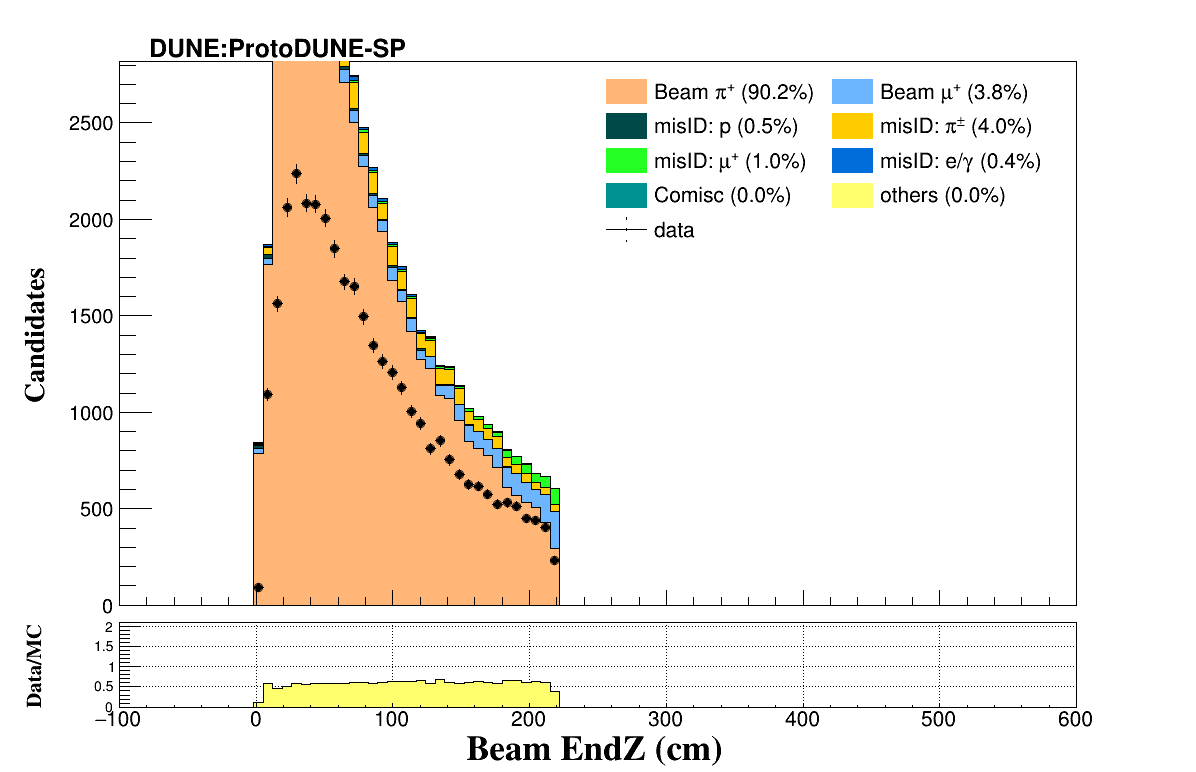 DUNE:ProtoDUNE-SP
Beam π⁺ (90.2%)
Beam μ⁺ (3.8%)
misID: p (0.5%)
misID: π± (4.0%)
misID: μ⁺ (1.0%)
misID: e/γ (0.4%)
Comisc (0.0%)
others (0.0%)
data
Candidates
2500
2000
1500
1000
500
0
Data/MC
2
1.5
1
0.5
0
−100 0 100 200 300 400 500 600
Beam EndZ (cm)